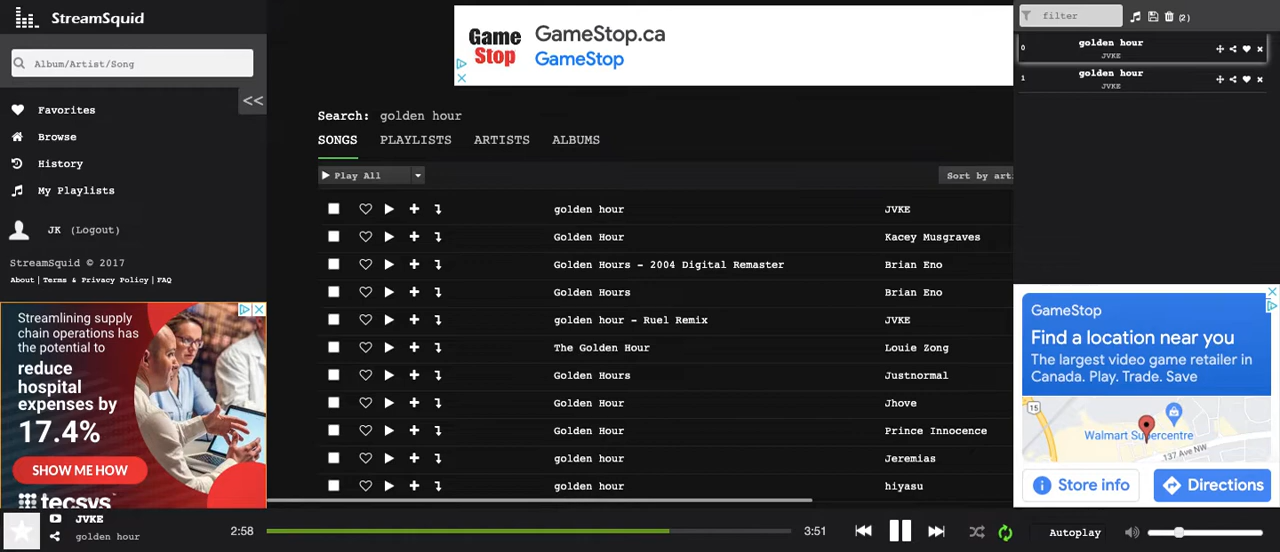 StreamSquid
Album/Artist/Song
<<
Favorites
Browse
History
My Playlists
JK (Logout)
StreamSquid © 2017
About | Terms & Privacy Policy | FAQ
Streamlining supply
chain operations has
the potential to
reduce
hospital
expenses by
17.4%
SHOW ME HOW
tecsys
Game
Stop
GameStop.ca
GameStop
Search: golden hour
SONGS PLAYLISTS ARTISTS ALBUMS
Play All
golden hour JVKE
Golden Hour Kacey Musgraves
Golden Hours - 2004 Digital Remaster Brian Eno
Golden Hours Brian Eno
golden hour - Ruel Remix JVKE
The Golden Hour Louie Zong
Golden Hours Justnormal
Golden Hour Jhove
Golden Hour Prince Innocence
golden hour Jeremias
golden hour hiyasu
Sort by
filter
(2)
0 golden hour
JVKE
1 golden hour
JVKE
GameStop
Find a location near you
The largest video game retailer in
Canada. Play. Trade. Save
15
Walmart Supercentre
137 Ave NW
Store info
Directions
JVKE
golden hour
2:58
3:51
Autoplay